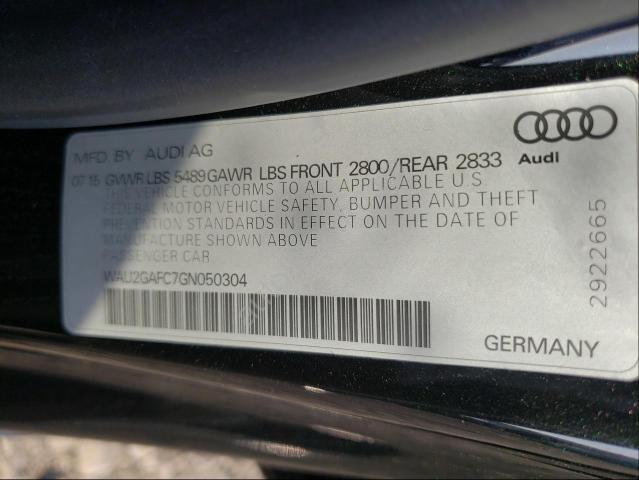 MFD BY AUDI AG
07 15 GVWR LBS 5489 GAWR LBS FRONT 2800/REAR 2833
THIS VEHICLE CONFORMS TO ALL APPLICABLE U S
FEDERAL MOTOR VEHICLE SAFETY, BUMPER AND THEFT
PREVENTION STANDARDS IN EFFECT ON THE DATE OF
MANUFACTURE SHOWN ABOVE
PASSENGER CAR
WAU2GAFC7GN050304
Audi
2922665
GERMANY